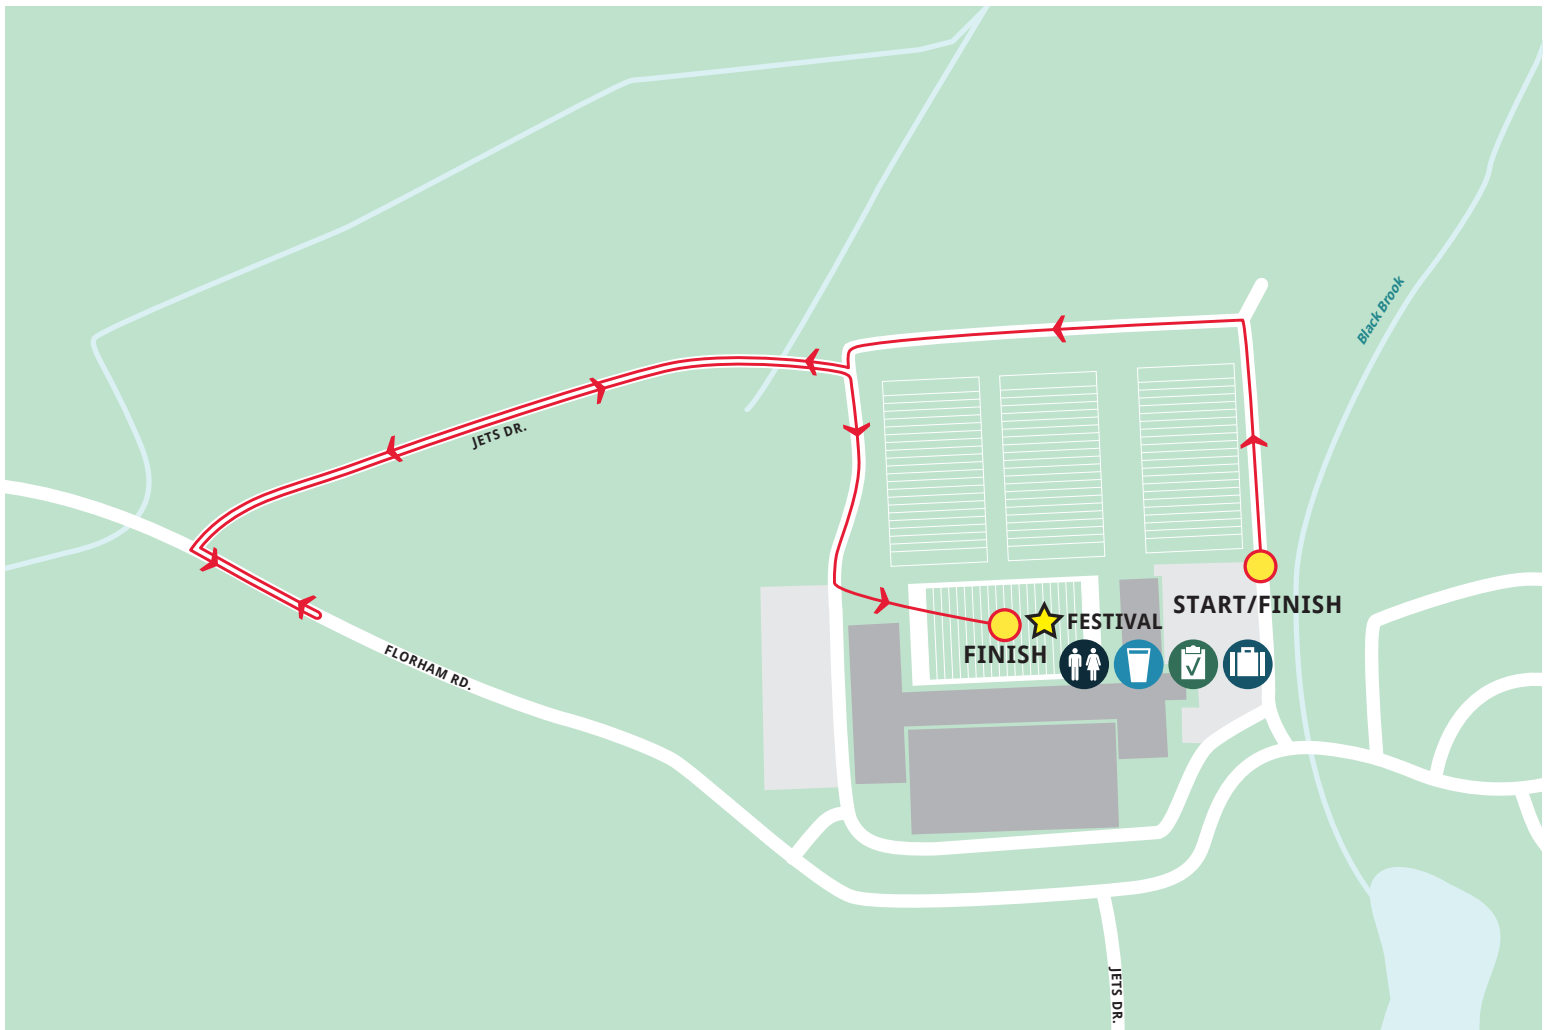 Black Brook
JETS DR.
START/FINISH
FESTIVAL
FINISH
FLORHAM RD.
JETS DR.